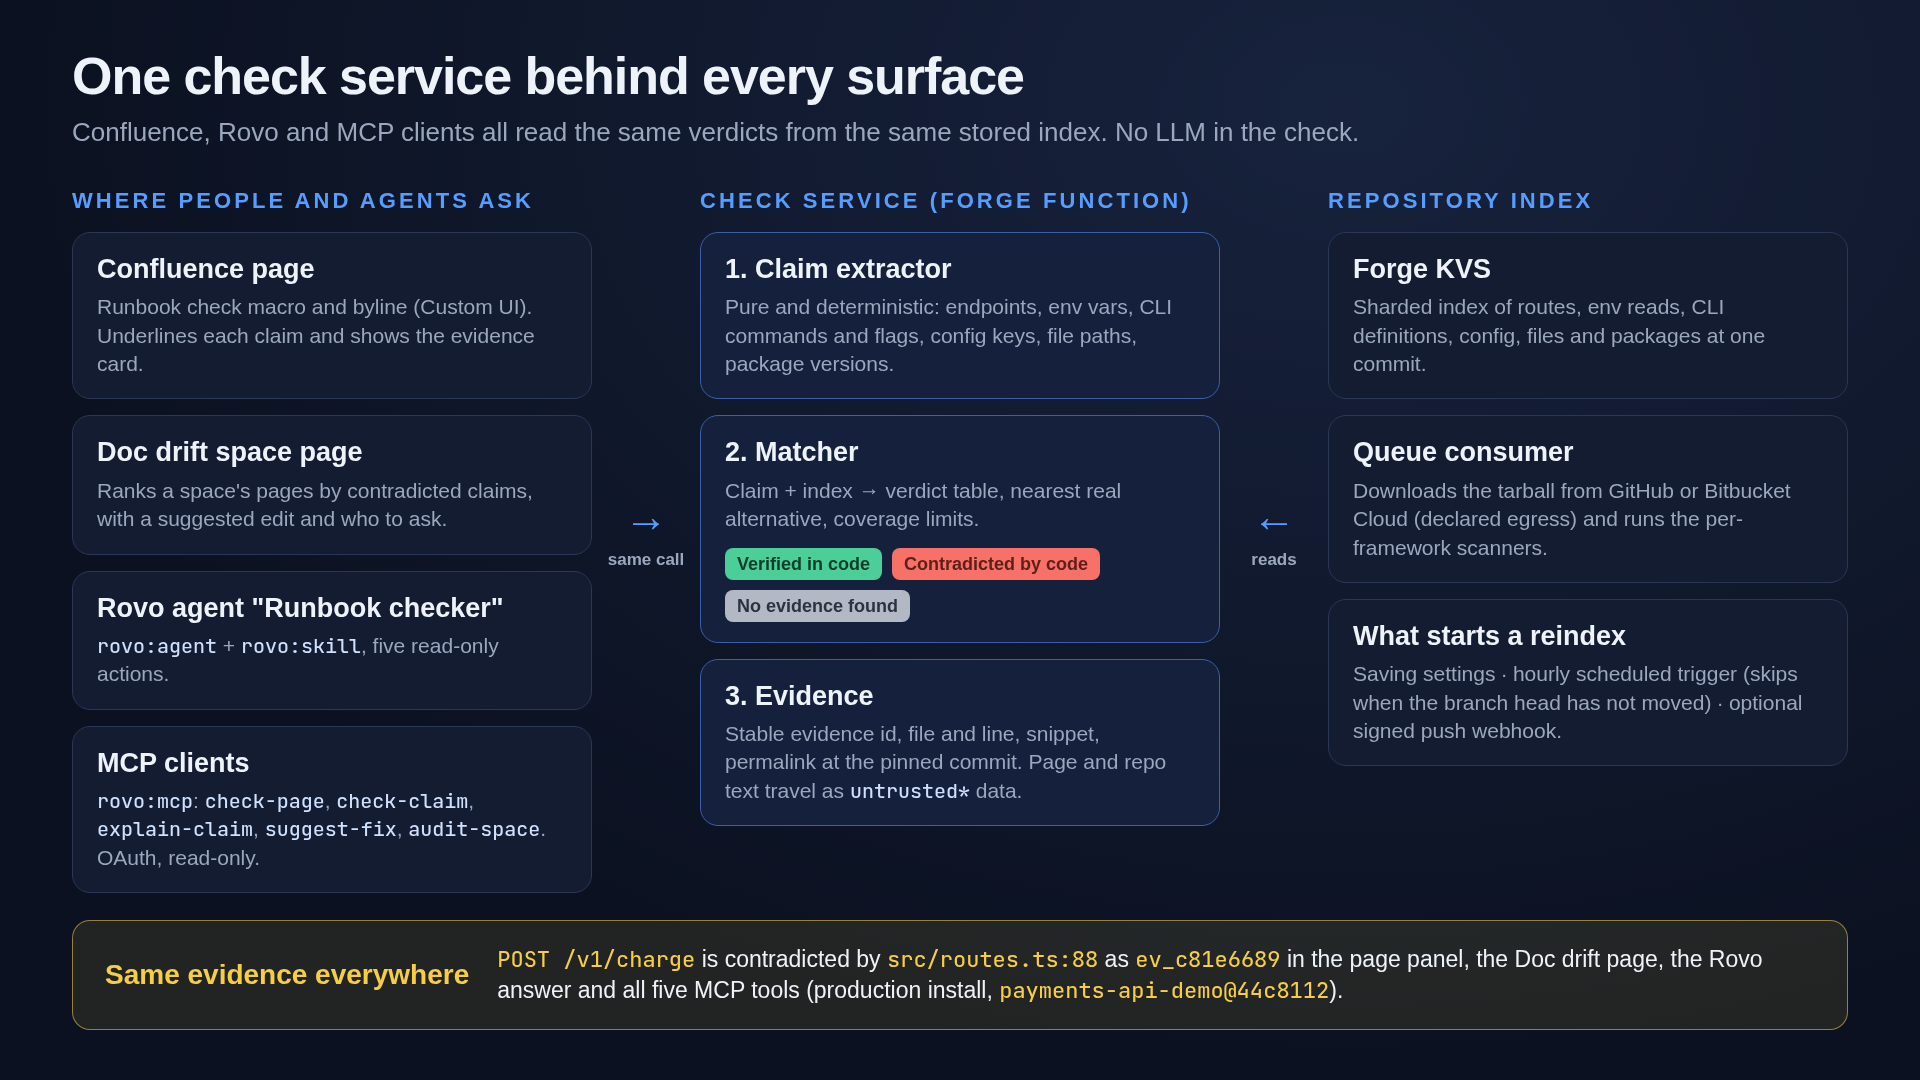 One check service behind every surface
Confluence, Rovo and MCP clients all read the same verdicts from the same stored index. No LLM in the check.
WHERE PEOPLE AND AGENTS ASK
Confluence page
Runbook check macro and byline (Custom UI).
Underlines each claim and shows the evidence
card.
Doc drift space page
Ranks a space's pages by contradicted claims,
with a suggested edit and who to ask.
Rovo agent "Runbook checker"
rovo:agent + rovo:skill, five read-only
actions.
MCP clients
rovo:mcp: check-page, check-claim,
explain-claim, suggest-fix, audit-space.
OAuth, read-only.
→
same call
CHECK SERVICE (FORGE FUNCTION)
1. Claim extractor
Pure and deterministic: endpoints, env vars, CLI
commands and flags, config keys, file paths,
package versions.
2. Matcher
Claim + index → verdict table, nearest real
alternative, coverage limits.
Verified in code
Contradicted by code
No evidence found
3. Evidence
Stable evidence id, file and line, snippet,
permalink at the pinned commit. Page and repo
text travel as untrusted* data.
←
reads
REPOSITORY INDEX
Forge KVS
Sharded index of routes, env reads, CLI
definitions, config, files and packages at one
commit.
Queue consumer
Downloads the tarball from GitHub or Bitbucket
Cloud (declared egress) and runs the per-
framework scanners.
What starts a reindex
Saving settings · hourly scheduled trigger (skips
when the branch head has not moved) · optional
signed push webhook.
Same evidence everywhere
POST /v1/charge is contradicted by src/routes.ts:88 as ev_c81e6689 in the page panel, the Doc drift page, the Rovo
answer and all five MCP tools (production install, payments-api-demo@44c8112).